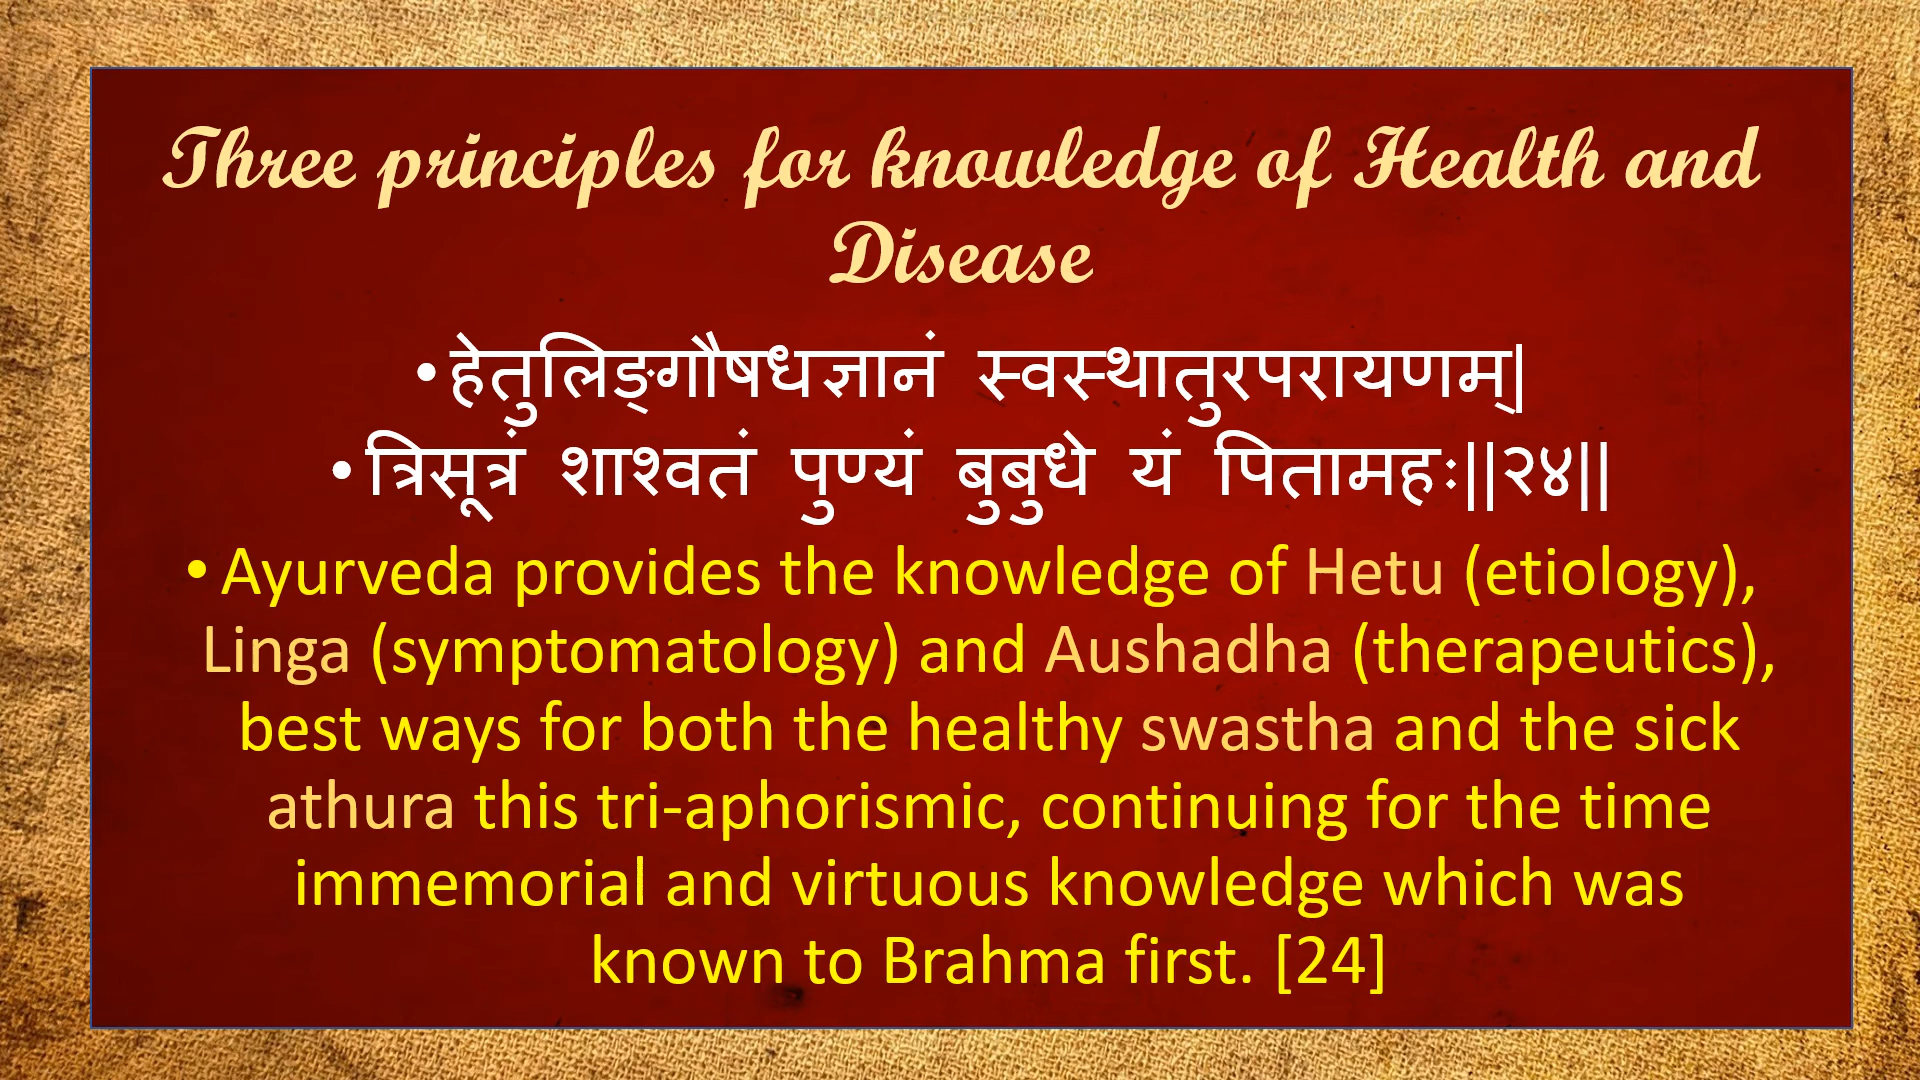 Three principles for knowledge of Health and
Disease
•हेतुलिङ्गौषधज्ञानं स्वस्थातुरपरायणम्|
•त्रिसूत्रं शाश्वतं पुण्यं बुबुधे यं पितामहः||२४||
•Ayurveda provides the knowledge of Hetu (etiology),
Linga (symptomatology) and Aushadha (therapeutics),
best ways for both the healthy swastha and the sick
athura this tri-aphorismic, continuing for the time
immemorial and virtuous knowledge which was
known to Brahma first. [24]